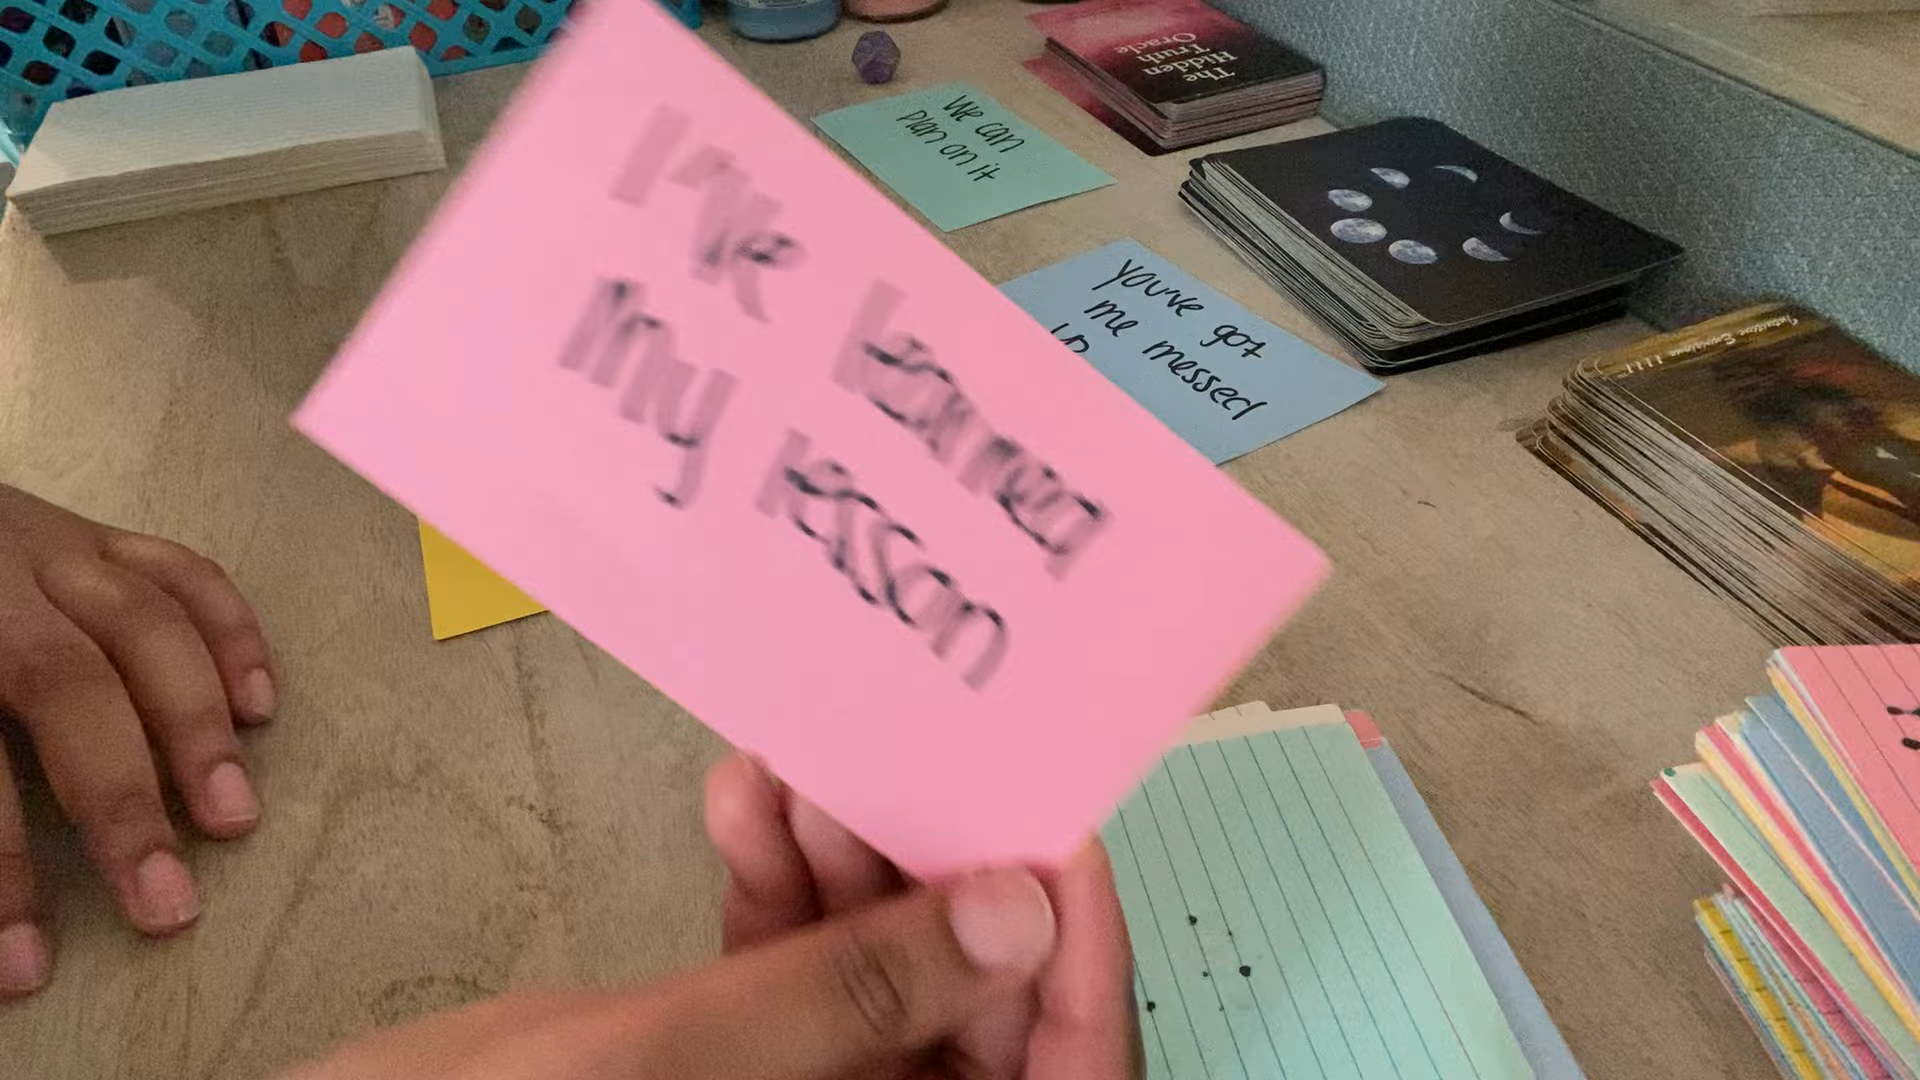 I've learned
my lesson
We can
plan on it
You've got
me messed
The
Hidden
Truth
Oracle